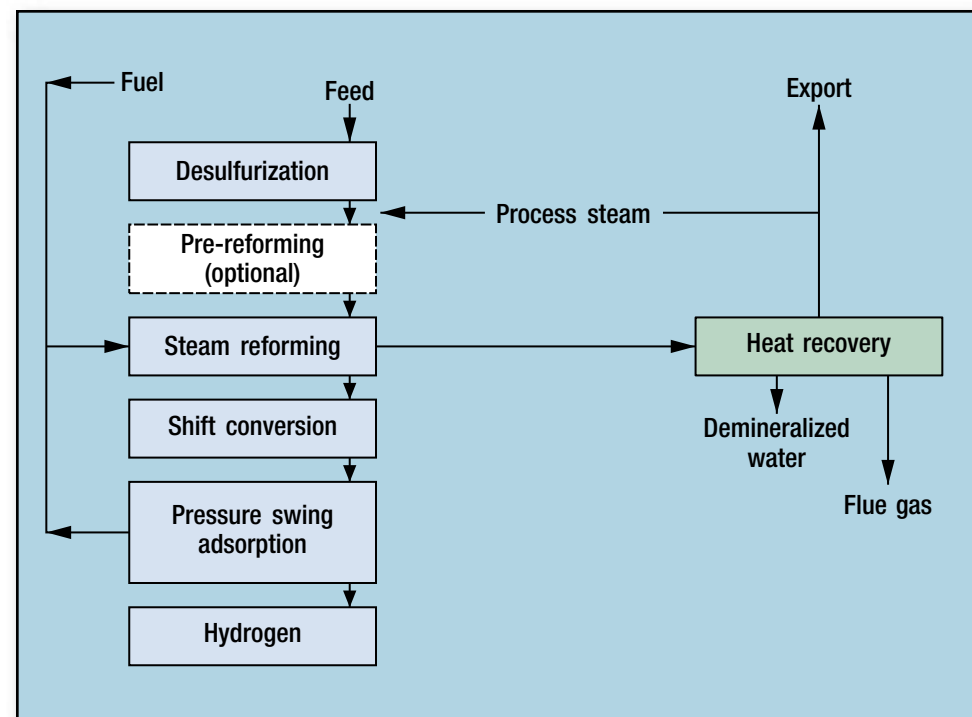 Fuel
Feed
Export
Desulfurization
Process steam
Pre-reforming
(optional)
Steam reforming
Heat recovery
Shift conversion
Demineralized
water
Pressure swing
adsorption
Flue gas
Hydrogen